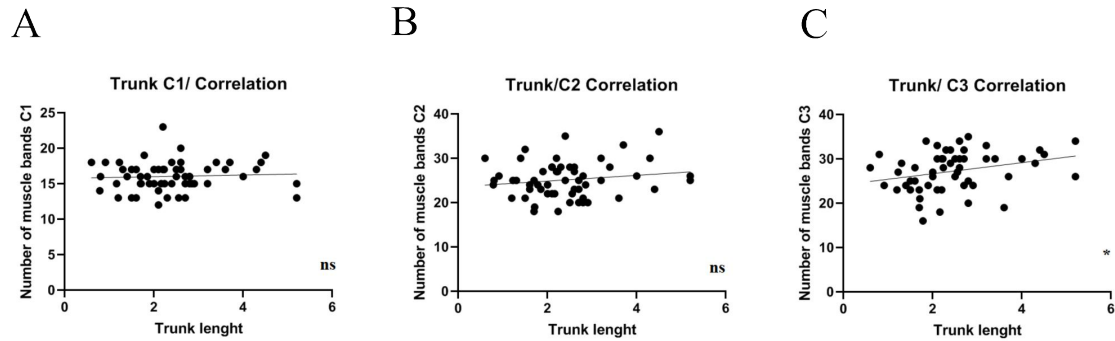 A
B
C
Trunk C1/ Correlation
Number of muscle bands C1
25
20
15
10
5
0
0
2
4
6
ns
Trunk lenght
Trunk/C2 Correlation
Number of muscle bands C2
40
30
20
10
0
0
2
4
6
ns
Trunk lenght
Trunk/ C3 Correlation
Number of muscle bands C3
40
30
20
10
0
0
2
4
6
*
Trunk lenght